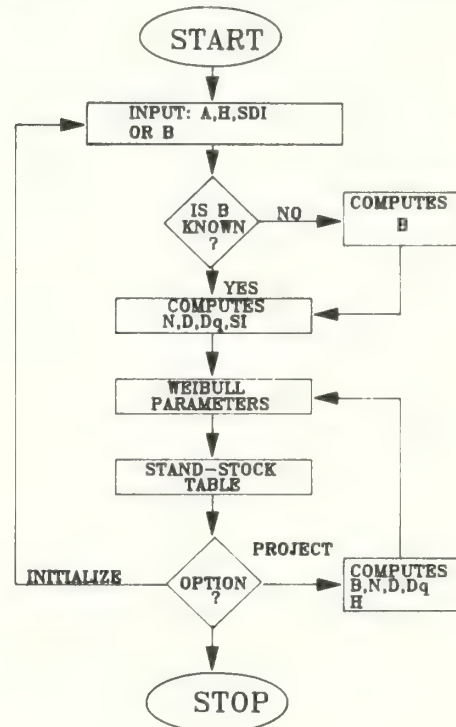 START
INPUT: A,H,SDI
OR B
IS B
KNOWN
?
NO
COMPUTES
B
YES
COMPUTES
N,D,Dq,SI
WEIBULL
PARAMETERS
STAND-STOCK
TABLE
PROJECT
INITIALIZE
OPTION
?
COMPUTES
B,N,D,Dq
H
STOP